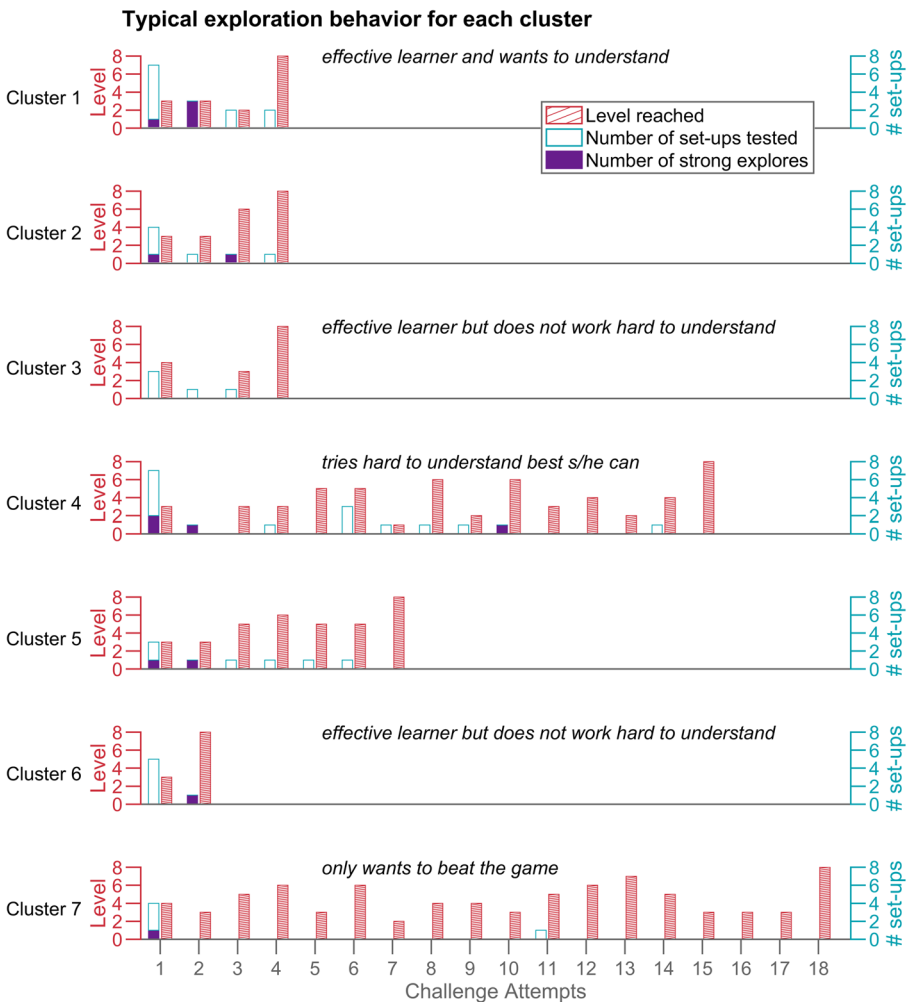 Typical exploration behavior for each cluster
effective learner and wants to understand
Cluster 1
Level
8
6
4
2
0
8
6
4
2
0
# set-ups
Level reached
Number of set-ups tested
Number of strong explores
Cluster 2
Level
8
6
4
2
0
8
6
4
2
0
# set-ups
effective learner but does not work hard to understand
Cluster 3
Level
8
6
4
2
0
8
6
4
2
0
# set-ups
tries hard to understand best s/he can
Cluster 4
Level
8
6
4
2
0
8
6
4
2
0
# set-ups
Cluster 5
Level
8
6
4
2
0
8
6
4
2
0
# set-ups
effective learner but does not work hard to understand
Cluster 6
Level
8
6
4
2
0
8
6
4
2
0
# set-ups
only wants to beat the game
Cluster 7
Level
8
6
4
2
0
8
6
4
2
0
# set-ups
1 2 3 4 5 6 7 8 9 10 11 12 13 14 15 16 17 18
Challenge Attempts